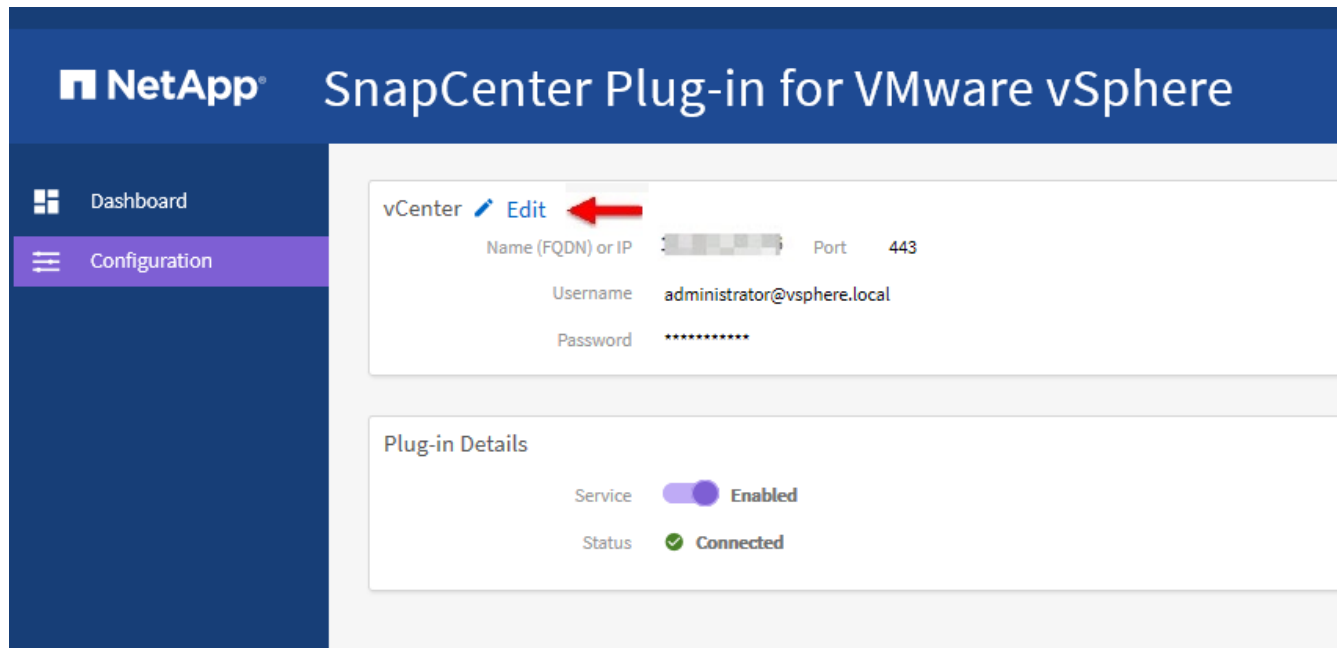 NetApp® SnapCenter Plug-in for VMware vSphere
Dashboard
Configuration
vCenter Edit
Name (FQDN) or IP Port 443
Username administrator@vsphere.local
Password ***********
Plug-in Details
Service Enabled
Status Connected